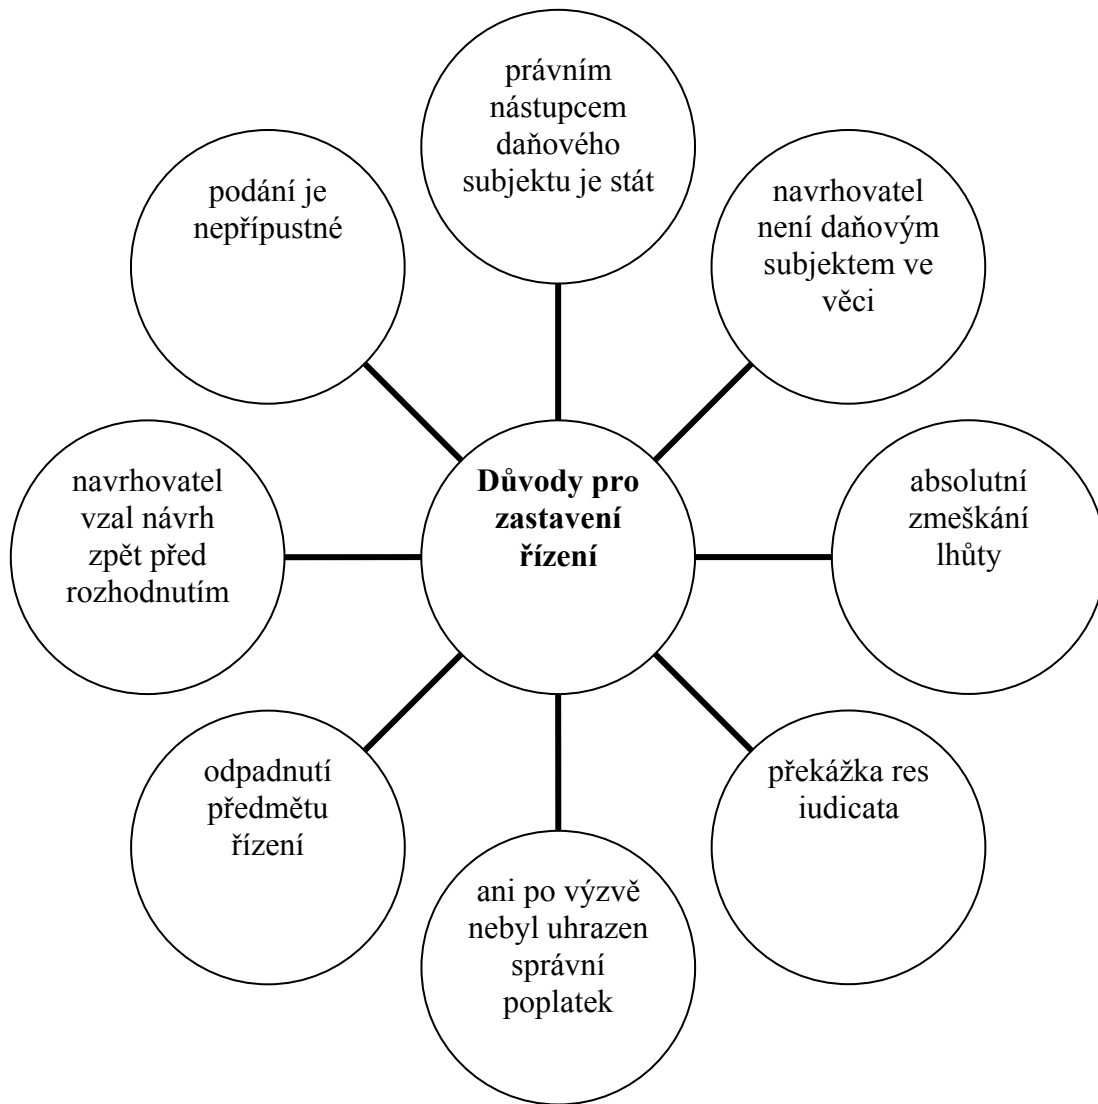 právním
nástupcem
daňového
subjektu je stát
navrhovatel
není daňovým
subjektem ve
věci
absolutní
zmeškání
lhůty
překážka res
iudicata
ani po výzvě
nebyl uhrazen
správní
poplatek
odpadnutí
předmětu
řízení
navrhovatel
vzal návrh
zpět před
rozhodnutím
podání je
nepřípustné
Důvody pro
zastavení
řízení